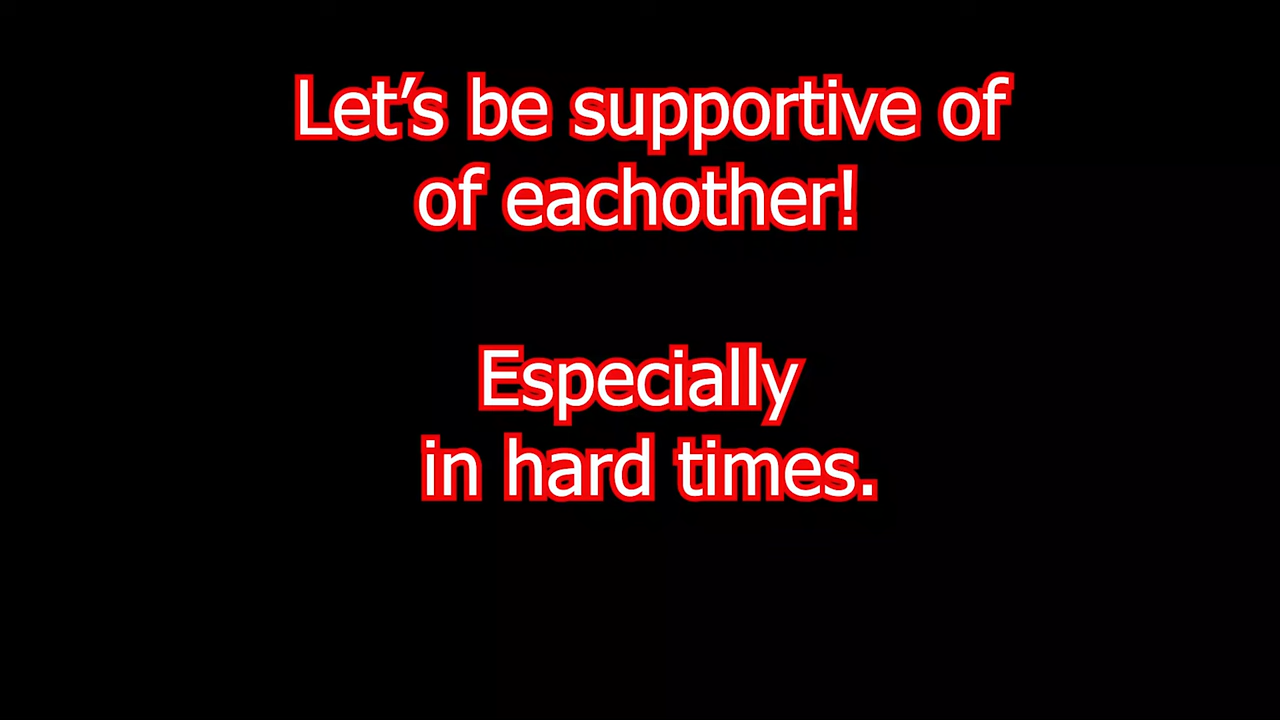 Let’s be supportive of
of eachother!
Especially
in hard times.